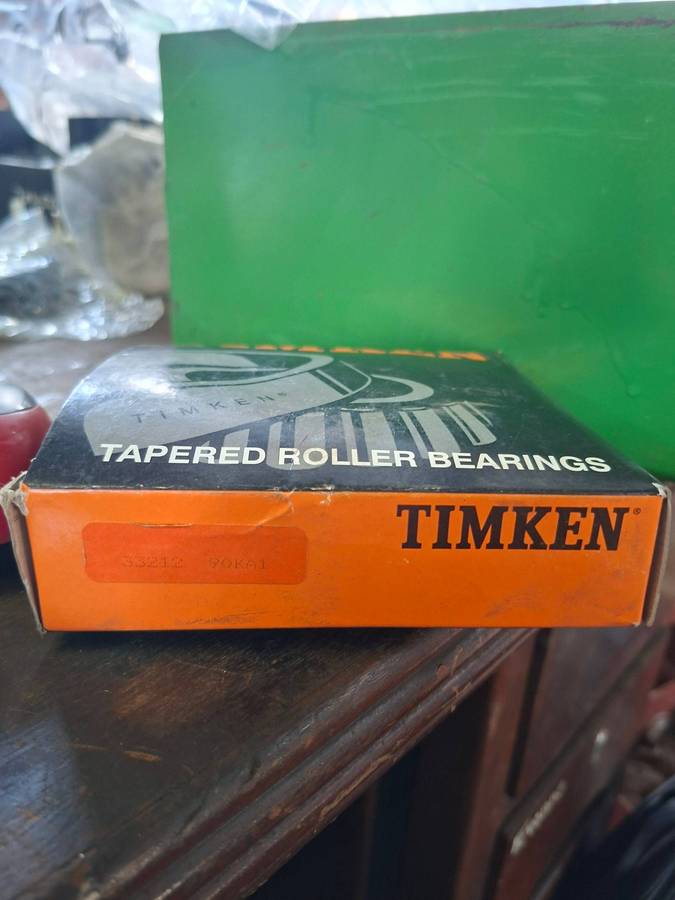 TIMKEN®
TAPERED ROLLER BEARINGS
TIMKEN®
33212 90KA1